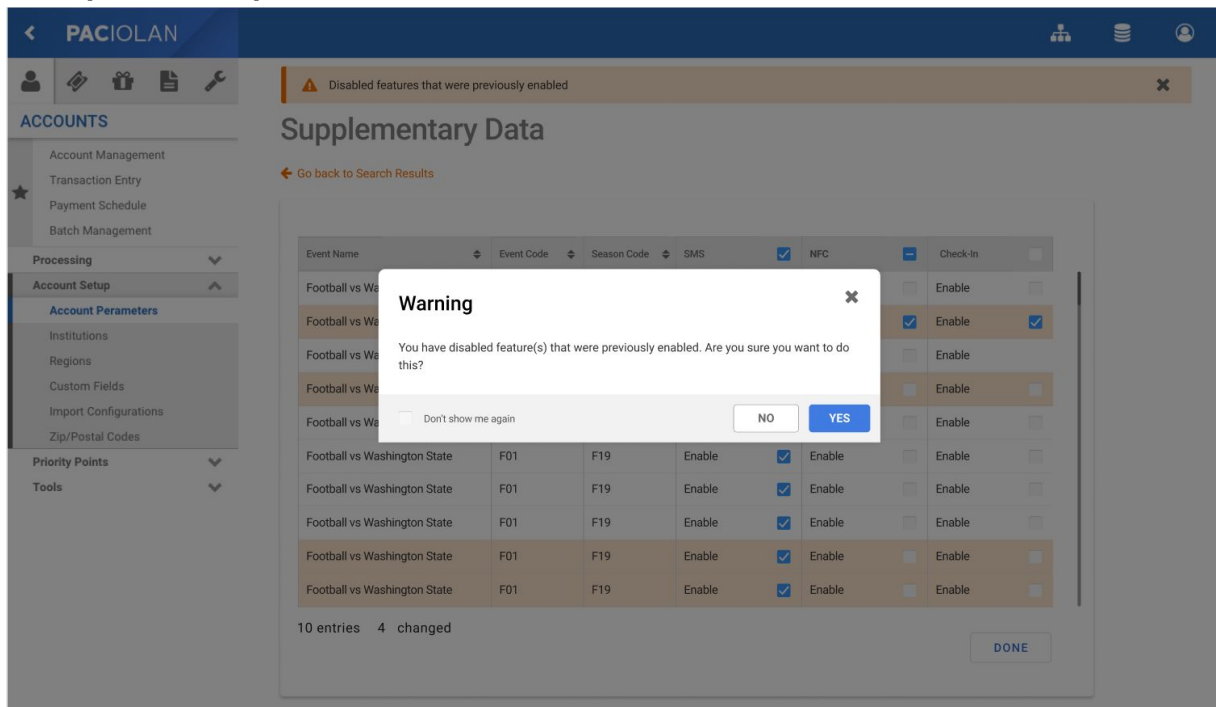 PACIOLAN
Disabled features that were previously enabled
ACCOUNTS
Supplementary Data
Account Management
Transaction Entry
Payment Schedule
Batch Management
Go back to Search Results
Processing
Account Setup
Account Perameters
Institutions
Regions
Custom Fields
Import Configurations
Zip/Postal Codes
Priority Points
Tools
Event Name Event Code Season Code SMS NFC Check-In
Football vs Wa Enable
Football vs Wa Enable
Football vs Wa Enable
Football vs Wa Enable
Football vs Wa Enable
Warning
You have disabled feature(s) that were previously enabled. Are you sure you want to do
this?
Don't show me again NO YES
Football vs Washington State F01 F19 Enable Enable Enable
Football vs Washington State F01 F19 Enable Enable Enable
Football vs Washington State F01 F19 Enable Enable Enable
Football vs Washington State F01 F19 Enable Enable Enable
Football vs Washington State F01 F19 Enable Enable Enable
10 entries 4 changed
DONE